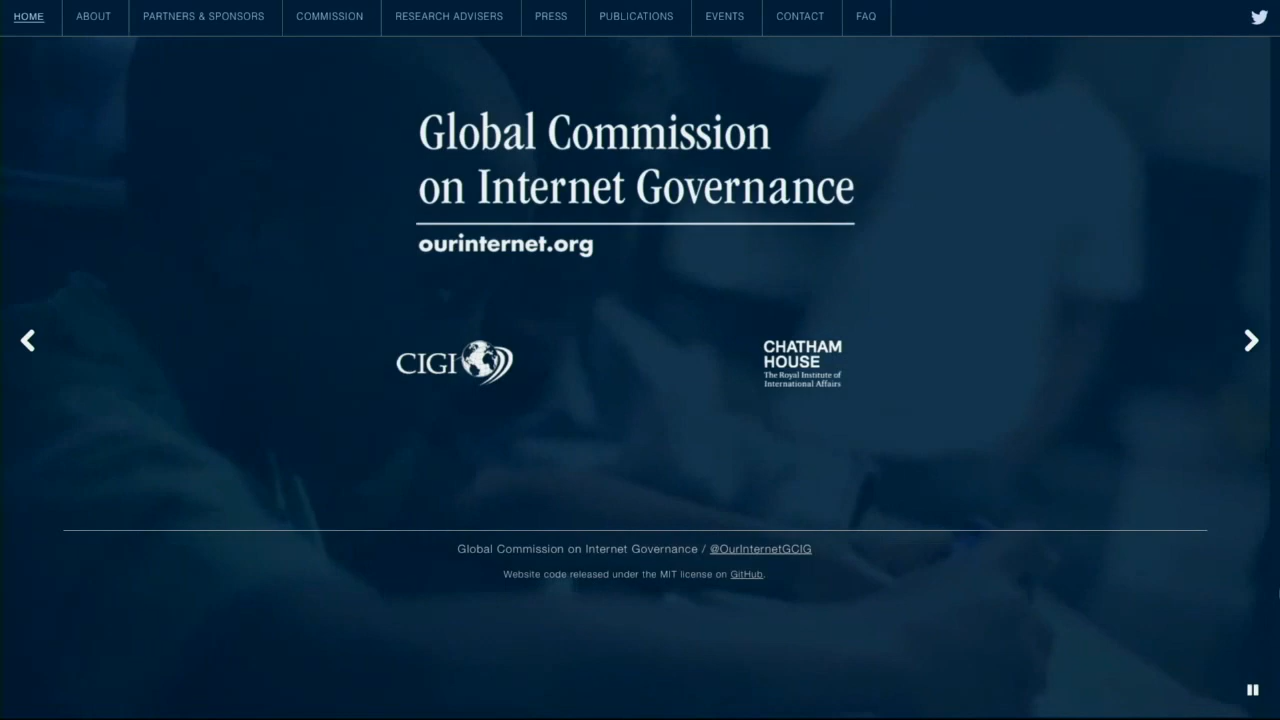 HOME ABOUT PARTNERS & SPONSORS COMMISSION RESEARCH ADVISERS PRESS PUBLICATIONS EVENTS CONTACT FAQ
Global Commission
on Internet Governance
ourinternet.org
CIGI
CHATHAM
HOUSE
The Royal Institute of
International Affairs
Global Commission on Internet Governance / @OurInternetGCIG
Website code released under the MIT license on GitHub.